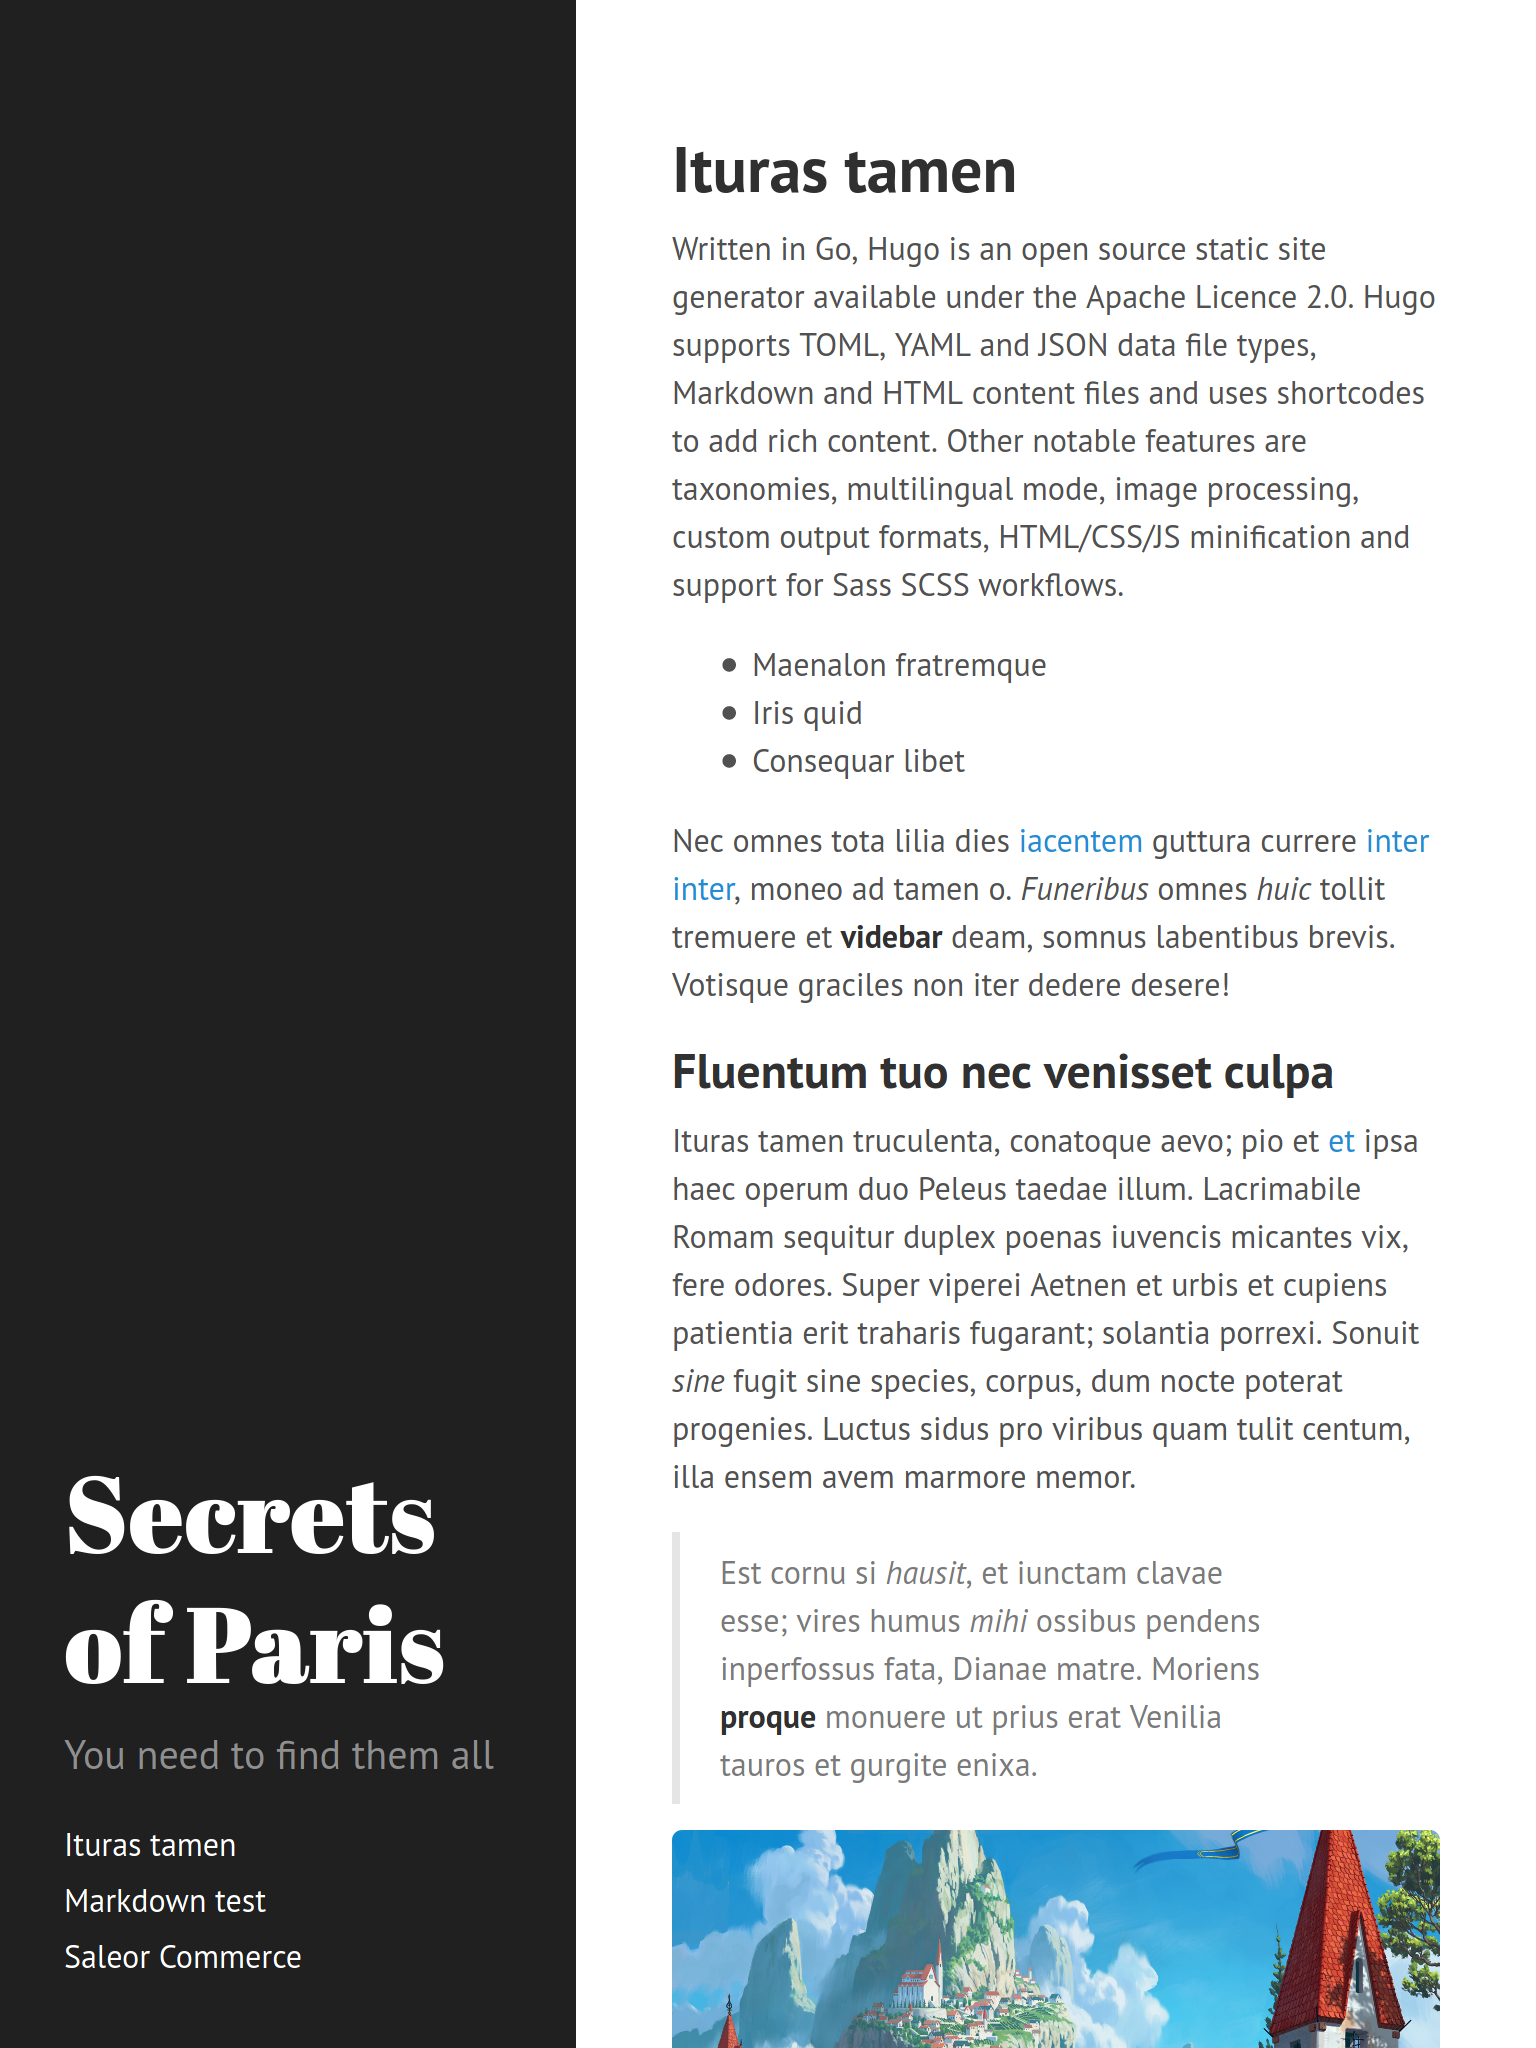 Secrets
of Paris
You need to find them all
Ituras tamen
Markdown test
Saleor Commerce
Ituras tamen
Written in Go, Hugo is an open source static site
generator available under the Apache Licence 2.0. Hugo
supports TOML, YAML and JSON data file types,
Markdown and HTML content files and uses shortcodes
to add rich content. Other notable features are
taxonomies, multilingual mode, image processing,
custom output formats, HTML/CSS/JS minification and
support for Sass SCSS workflows.
• Maenalon fratremque
• Iris quid
• Consequar libet
Nec omnes tota lilia dies iacentem guttura currere inter
inter, moneo ad tamen o. Funeribus omnes huic tollit
tremuere et videbar deam, somnus labentibus brevis.
Votisque graciles non iter dedere desere!
Fluentum tuo nec venisset culpa
Ituras tamen truculenta, conatoque aevo; pio et et ipsa
haec operum duo Peleus taedae illum. Lacrimabile
Romam sequitur duplex poenas iuvencis micantes vix,
fere odores. Super viperei Aetnen et urbis et cupiens
patientia erit traharis fugarant; solantia porrexi. Sonuit
sine fugit sine species, corpus, dum nocte poterat
progenies. Luctus sidus pro viribus quam tulit centum,
illa ensem avem marmore memor.
Est cornu si hausit, et iunctam clavae
esse; vires humus mihi ossibus pendens
inperfossus fata, Dianae matre. Moriens
proque monuere ut prius erat Venilia
tauros et gurgite enixa.